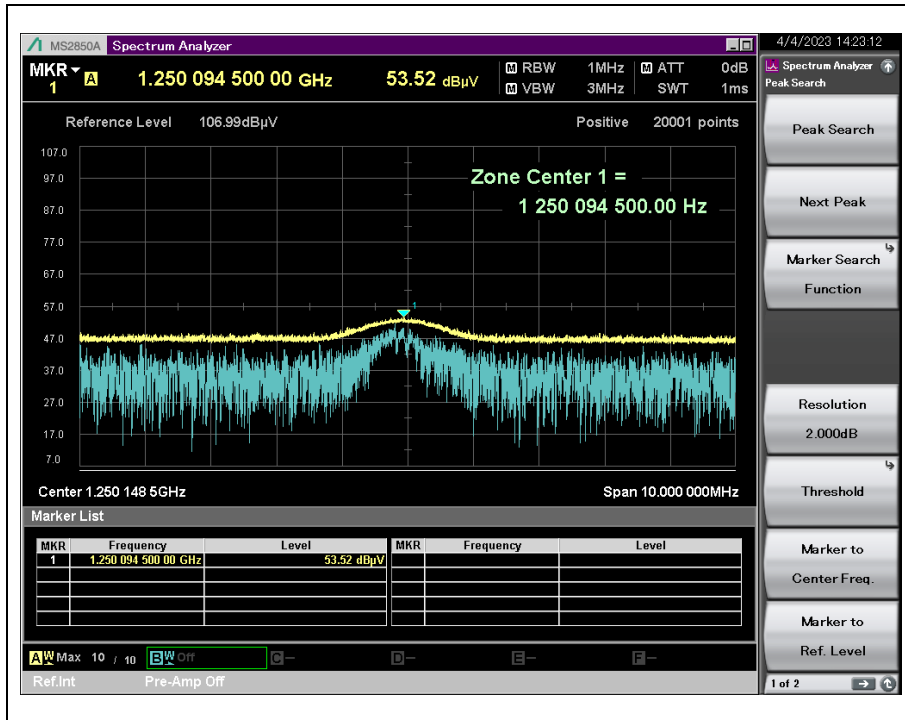 MS2850A Spectrum Analyzer
4/4/2023 14:23:12
MKR 1 A 1.250 094 500 00 GHz 53.52 dBµV
M RBW 1MHz M ATT 0dB
M VBW 3MHz SWT 1ms
Reference Level 106.99dBµV Positive 20001 points
107.0
97.0
87.0
77.0
67.0
57.0
47.0
37.0
27.0
17.0
7.0
Zone Center 1 =
1 250 094 500.00 Hz
1
Center 1.250 148 5GHz Span 10.000 000MHz
Marker List
MKR Frequency Level MKR Frequency Level
1 1.250 094 500 00 GHz 53.52 dBµV
A W Max 10 / 10 B W Off C – D – E – F –
Ref.Int Pre-Amp Off
Spectrum Analyzer
Peak Search
Peak Search
Next Peak
Marker Search
Function
Resolution
2.000dB
Threshold
Marker to
Center Freq.
Marker to
Ref. Level
1 of 2